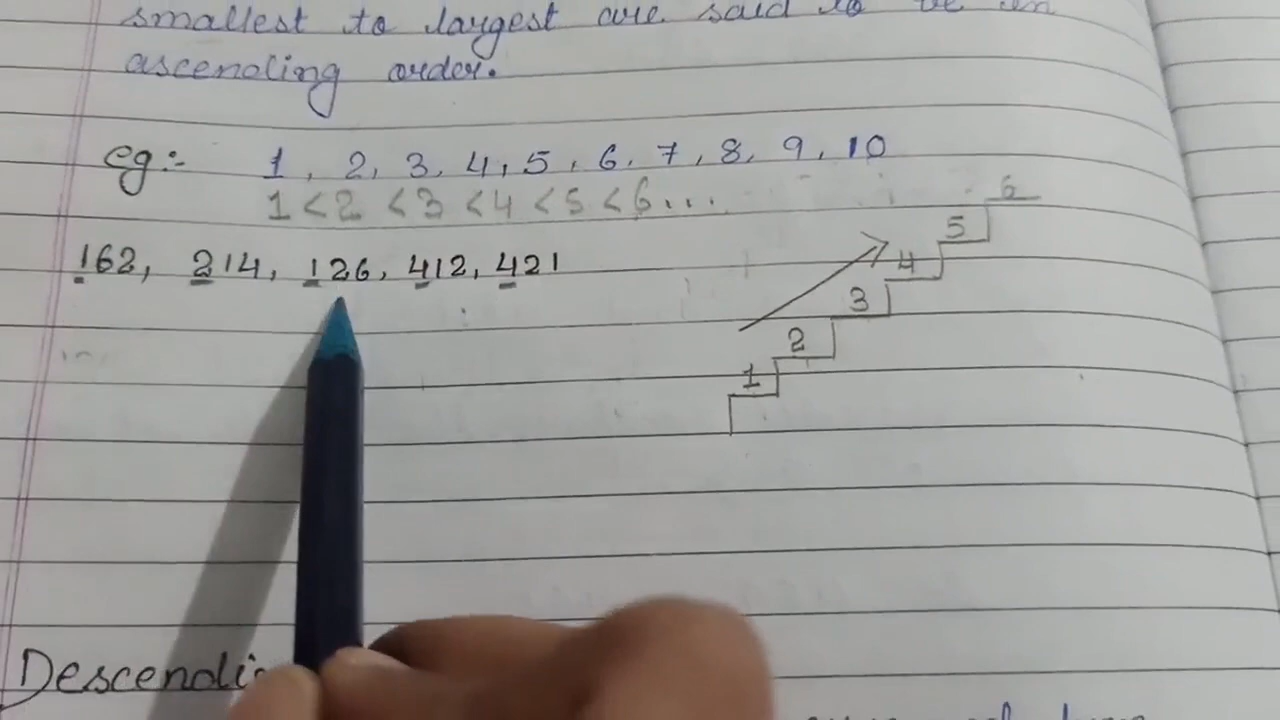 smallest to largest are said to be in
ascending order.
eg:- 1, 2, 3, 4, 5, 6, 7, 8, 9, 10
1 < 2 < 3 < 4 < 5 < 6...
162, 214, 126, 412, 421
6
5
4
3
2
1